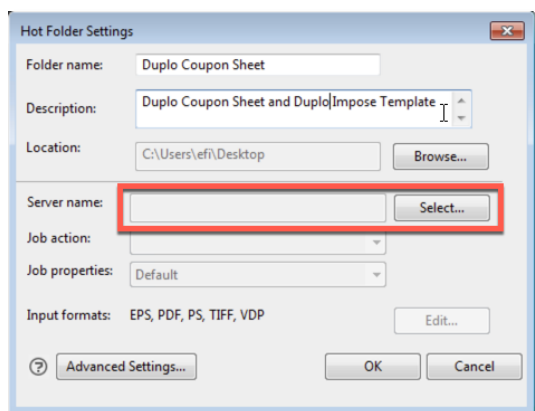 Hot Folder Settings
Folder name: Duplo Coupon Sheet
Description: Duplo Coupon Sheet and Duplo Impose Template
Location: C:\Users\efi\Desktop Browse...
Server name: Select...
Job action:
Job properties: Default
Input formats: EPS, PDF, PS, TIFF, VDP Edit...
? Advanced Settings... OK Cancel